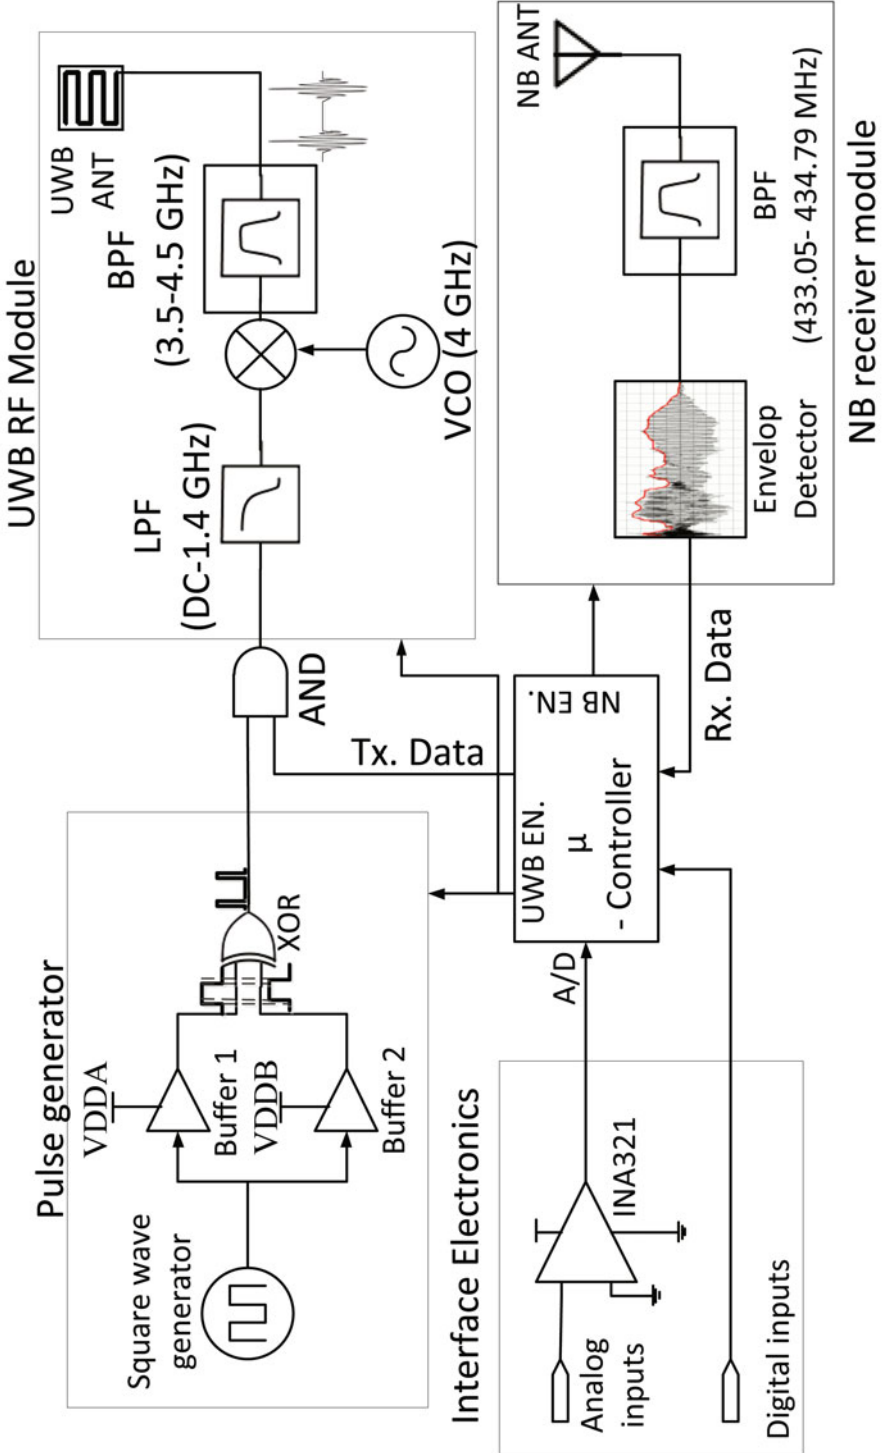 Pulse generator
VDDA
Square wave
generator
Buffer 1
VDDB
Buffer 2
XOR
AND
Tx. Data
UWB RF Module
LPF
(DC-1.4 GHz)
BPF
(3.5-4.5 GHz)
UWB
ANT
VCO (4 GHz)
Interface Electronics
Analog
inputs
INA321
Digital inputs
A/D
UWB EN.
μ
- Controller
NB EN.
Rx. Data
NB ANT
BPF
(433.05- 434.79 MHz)
Envelop
Detector
NB receiver module